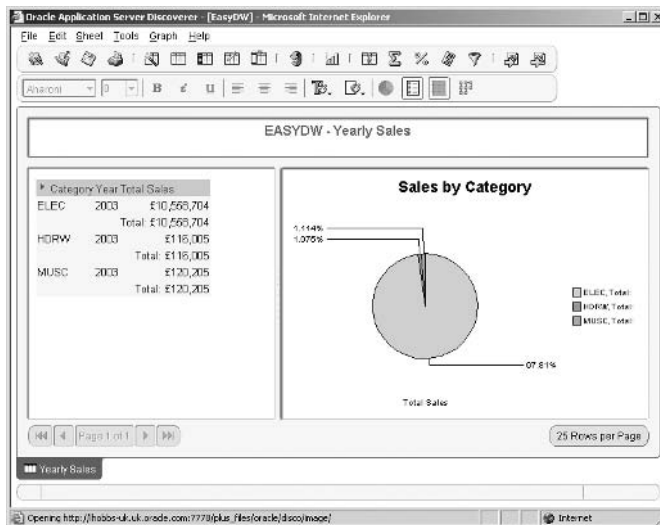 Oracle Application Server Discoverer - [EasyDW] - Microsoft Internet Explorer
File Edit Sheet Tools Graph Help
Aharoni 0 B i U
EASYDW - Yearly Sales
Category Year Total Sales
ELEC 2003 £10,568,704
Total: £10,568,704
HDRW 2003 £116,005
Total: £116,005
MUSC 2003 £120,205
Total: £120,205
Sales by Category
1.114%
1.075%
97.81%
ELEC, Total:
HDRW, Total:
MUSC, Total:
Total Sales
Page 1 of 1
25 Rows per Page
Yearly Sales
Opening http://lhobbs-uk.uk.oracle.com:7778/plus_files/oracle/disco/image/
Internet